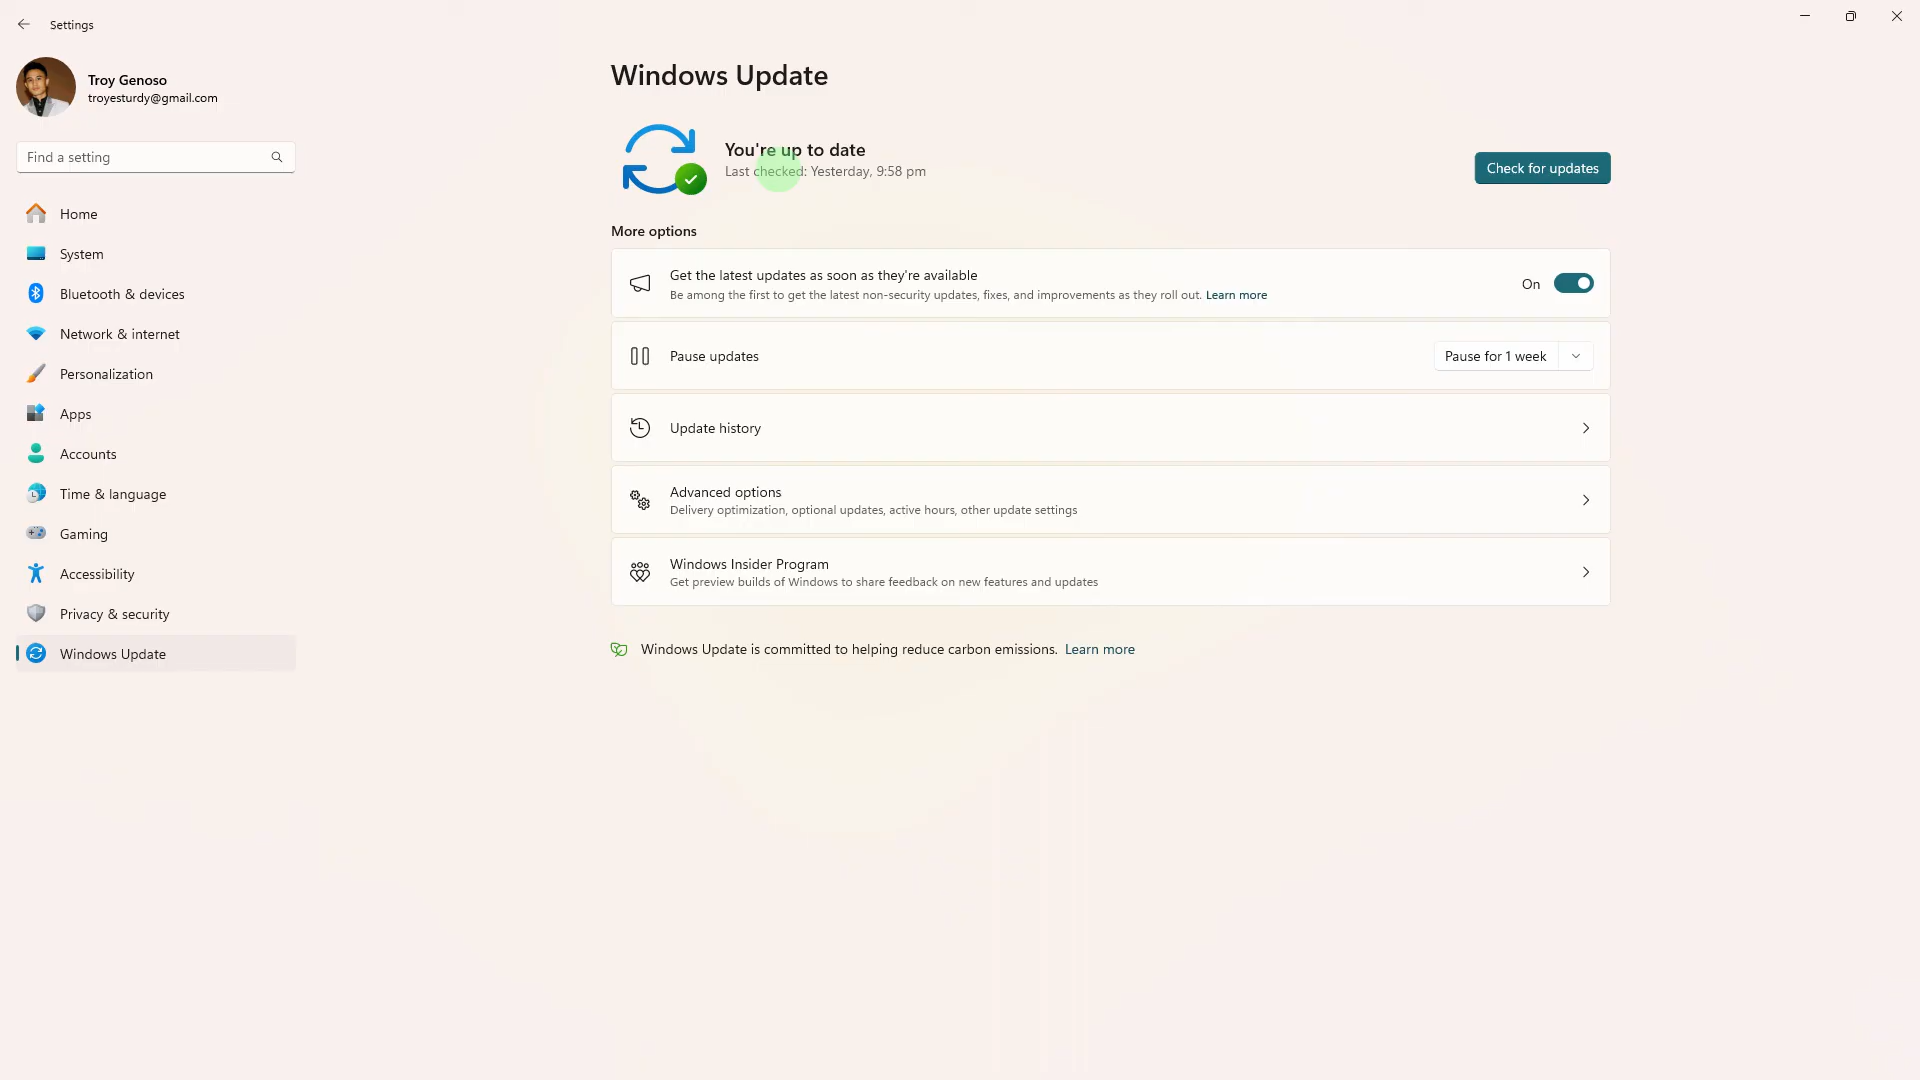 Settings
Troy Genoso
troyesturdy@gmail.com
Find a setting
Home
System
Bluetooth & devices
Network & internet
Personalization
Apps
Accounts
Time & language
Gaming
Accessibility
Privacy & security
Windows Update
Windows Update
You're up to date
Last checked: Yesterday, 9:58 pm
Check for updates
More options
Get the latest updates as soon as they're available
Be among the first to get the latest non-security updates, fixes, and improvements as they roll out. Learn more
On
Pause updates
Pause for 1 week
Update history
Advanced options
Delivery optimization, optional updates, active hours, other update settings
Windows Insider Program
Get preview builds of Windows to share feedback on new features and updates
Windows Update is committed to helping reduce carbon emissions. Learn more